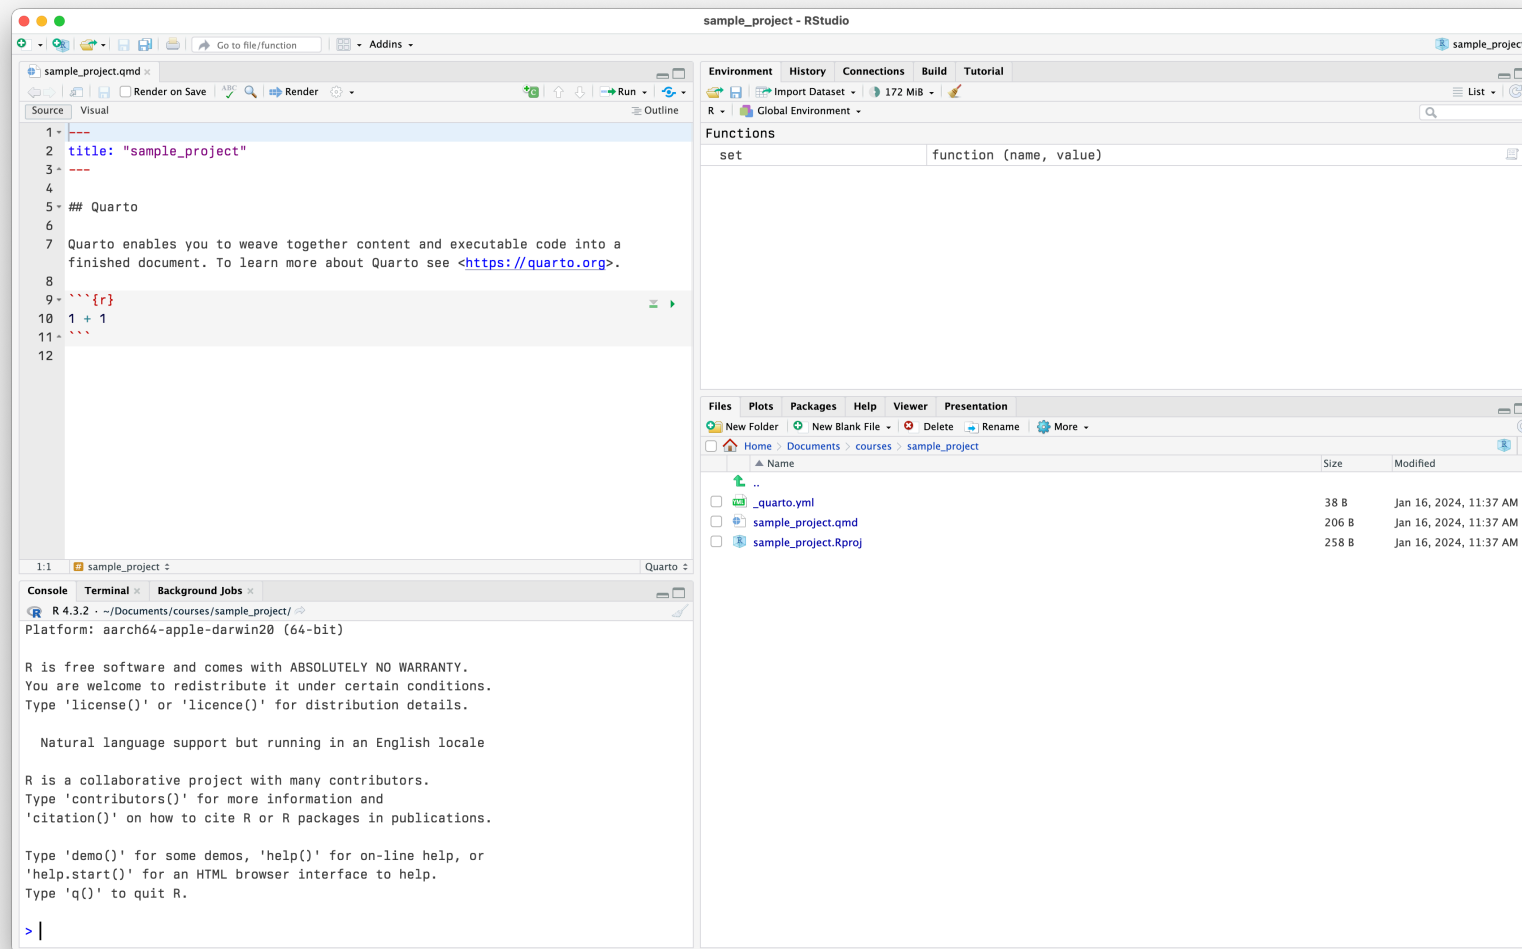 sample_project - RStudio
Go to file/function
Addins
sample_project
sample_project.qmd
Render on Save
ABC
Render
Run
Source
Visual
Outline
1 ---
2 title: "sample_project"
3 ---
4
5 ## Quarto
6
7 Quarto enables you to weave together content and executable code into a
finished document. To learn more about Quarto see <https://quarto.org>.
8
9 ```{r}
10 1 + 1
11 ```
12
1:1
# sample_project
Quarto
Console
Terminal
Background Jobs
R 4.3.2 · ~/Documents/courses/sample_project/
Platform: aarch64-apple-darwin20 (64-bit)
R is free software and comes with ABSOLUTELY NO WARRANTY.
You are welcome to redistribute it under certain conditions.
Type 'license()' or 'licence()' for distribution details.
Natural language support but running in an English locale
R is a collaborative project with many contributors.
Type 'contributors()' for more information and
'citation()' on how to cite R or R packages in publications.
Type 'demo()' for some demos, 'help()' for on-line help, or
'help.start()' for an HTML browser interface to help.
Type 'q()' to quit R.
>
Environment
History
Connections
Build
Tutorial
Import Dataset
172 MiB
List
R
Global Environment
Functions
set
function (name, value)
Files
Plots
Packages
Help
Viewer
Presentation
New Folder
New Blank File
Delete
Rename
More
Home > Documents > courses > sample_project
Name
Size
Modified
..
_quarto.yml 38 B Jan 16, 2024, 11:37 AM
sample_project.qmd 206 B Jan 16, 2024, 11:37 AM
sample_project.Rproj 258 B Jan 16, 2024, 11:37 AM